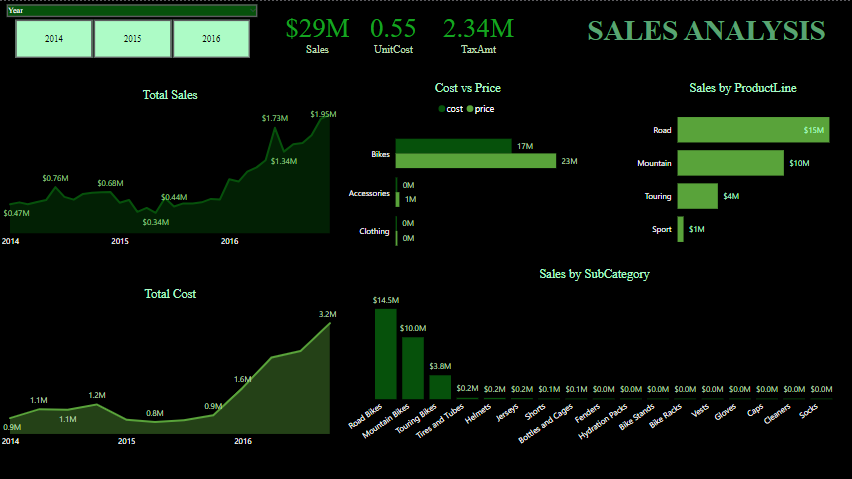 Year
2014 2015 2016
$29M 0.55 2.34M
Sales UnitCost TaxAmt
SALES ANALYSIS
Total Sales
$0.47M
$0.76M
$0.68M
$0.34M
$0.44M
$1.73M
$1.34M
$1.95M
2014 2015 2016
Cost vs Price
cost price
Bikes 17M
23M
Accessories 0M
1M
Clothing 0M
0M
Sales by ProductLine
Road $15M
Mountain $10M
Touring $4M
Sport $1M
Total Cost
0.9M
1.1M
1.1M
1.2M
0.8M
0.9M
1.6M
3.2M
2014 2015 2016
Sales by SubCategory
$14.5M $10.0M $3.8M $0.2M $0.2M $0.2M $0.1M $0.1M $0.0M $0.0M $0.0M $0.0M $0.0M $0.0M $0.0M $0.0M $0.0M
Road Bikes
Mountain Bikes
Touring Bikes
Tires and Tubes
Helmets
Jerseys
Shorts
Bottles and Cages
Fenders
Hydration Packs
Bike Stands
Bike Racks
Vests
Gloves
Caps
Cleaners
Socks